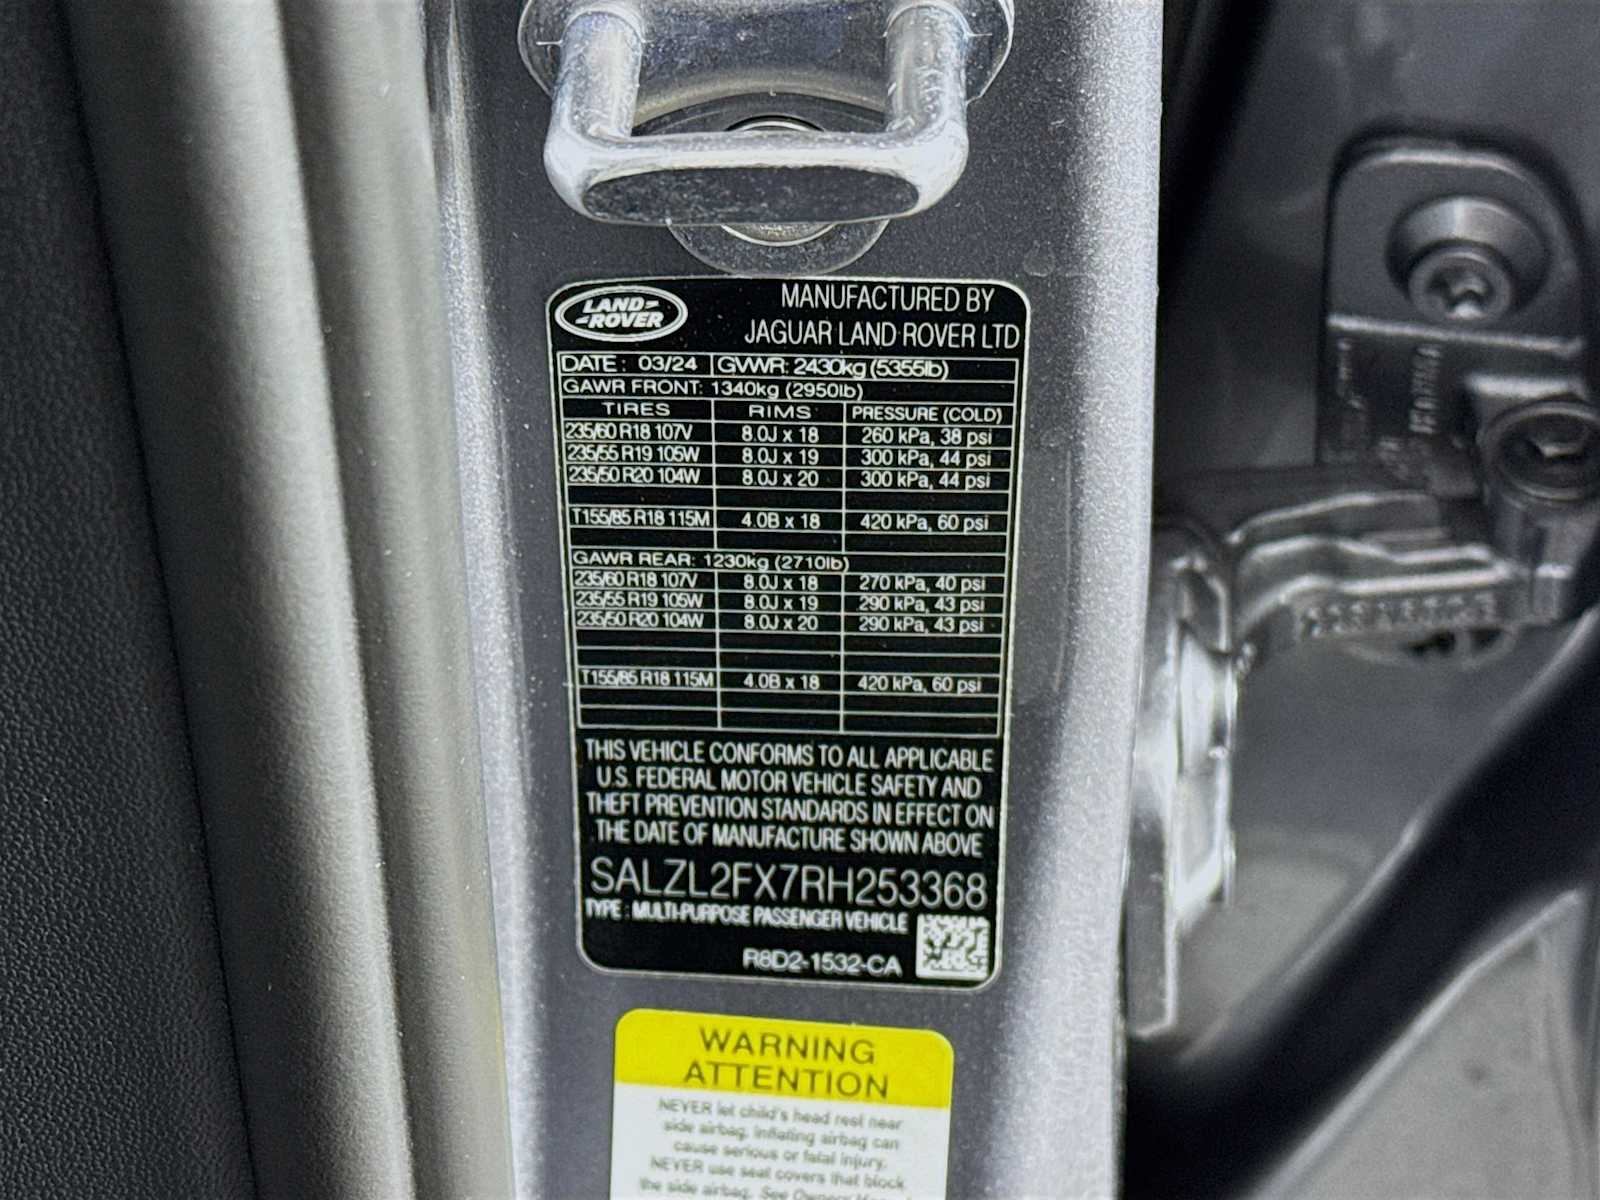 LAND-
-ROVER
MANUFACTURED BY
JAGUAR LAND ROVER LTD
DATE : 03/24 GVWR: 2430kg (5355lb)
GAWR FRONT: 1340kg (2950lb)
TIRES RIMS PRESSURE (COLD)
235/60 R18 107V 8.0J x 18 260 kPa, 38 psi
235/55 R19 105W 8.0J x 19 300 kPa, 44 psi
235/50 R20 104W 8.0J x 20 300 kPa, 44 psi
T155/85 R18 115M 4.0B x 18 420 kPa, 60 psi
GAWR REAR: 1230kg (2710lb)
235/60 R18 107V 8.0J x 18 270 kPa, 40 psi
235/55 R19 105W 8.0J x 19 290 kPa, 43 psi
235/50 R20 104W 8.0J x 20 290 kPa, 43 psi
T155/85 R18 115M 4.0B x 18 420 kPa, 60 psi
THIS VEHICLE CONFORMS TO ALL APPLICABLE
U.S. FEDERAL MOTOR VEHICLE SAFETY AND
THEFT PREVENTION STANDARDS IN EFFECT ON
THE DATE OF MANUFACTURE SHOWN ABOVE
SALZL2FX7RH253368
TYPE : MULTI-PURPOSE PASSENGER VEHICLE
R8D2-1532-CA
WARNING
ATTENTION
NEVER let child's head rest near
side airbag. Inflating airbag can
cause serious or fatal injury.
NEVER use seat covers that block
the side airbag. See Owners